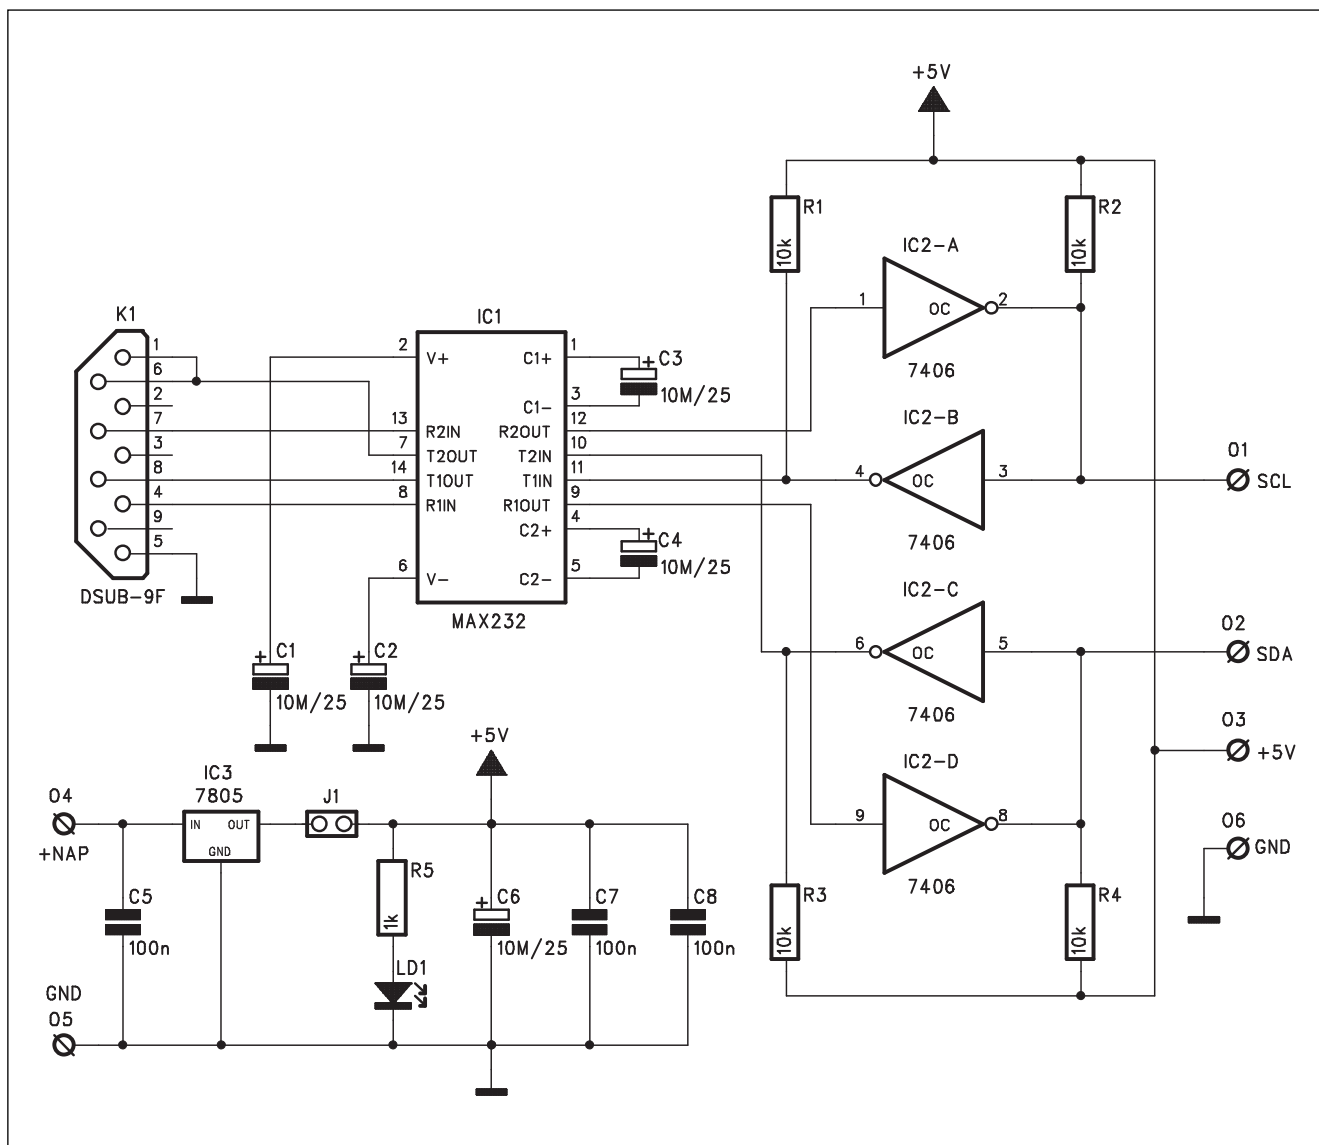 +5V
R1
10k
R2
10k
IC2-A
1
OC
2
7406
K1
1
6
2
7
3
8
4
9
5
DSUB-9F
IC1
2
V+
13
R2IN
7
T2OUT
14
T1OUT
8
R1IN
6
V-
C1+
1
C1-
3
R2OUT
12
T2IN
10
T1IN
11
R1OUT
9
C2+
4
C2-
5
MAX232
+
C3
10M/25
+
C4
10M/25
IC2-B
4
OC
3
7406
O1
SCL
IC2-C
6
OC
5
7406
O2
SDA
+
C1
10M/25
+
C2
10M/25
O3
+5V
IC2-D
9
OC
8
7406
O6
GND
R3
10k
R4
10k
+5V
O4
+NAP
IC3
7805
IN
OUT
GND
J1
C5
100n
R5
1k
LD1
+
C6
10M/25
C7
100n
C8
100n
GND
O5